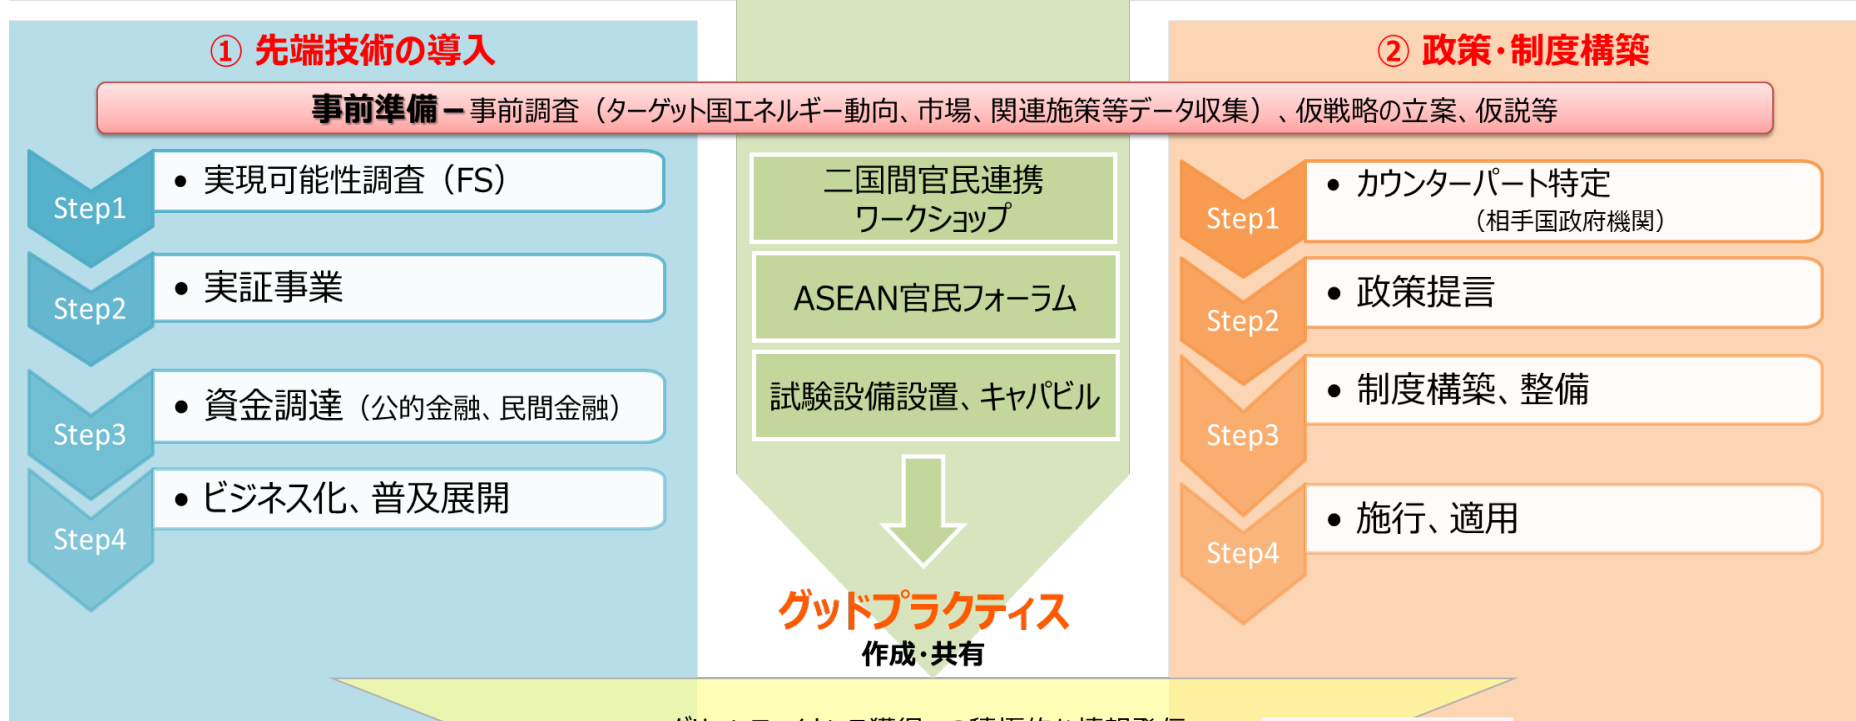 ① 先端技術の導入
② 政策・制度構築
事前準備－事前調査（ターゲット国エネルギー動向、市場、関連施策等データ収集）、仮戦略の立案、仮説等
Step1
• 実現可能性調査（FS）
Step2
• 実証事業
Step3
• 資金調達（公的金融、民間金融）
Step4
• ビジネス化、普及展開
二国間官民連携
ワークショップ
ASEAN官民フォーラム
試験設備設置、キャパビル
グッドプラクティス
作成・共有
Step1
• カウンターパート特定
（相手国政府機関）
Step2
• 政策提言
Step3
• 制度構築、整備
Step4
• 施行、適用